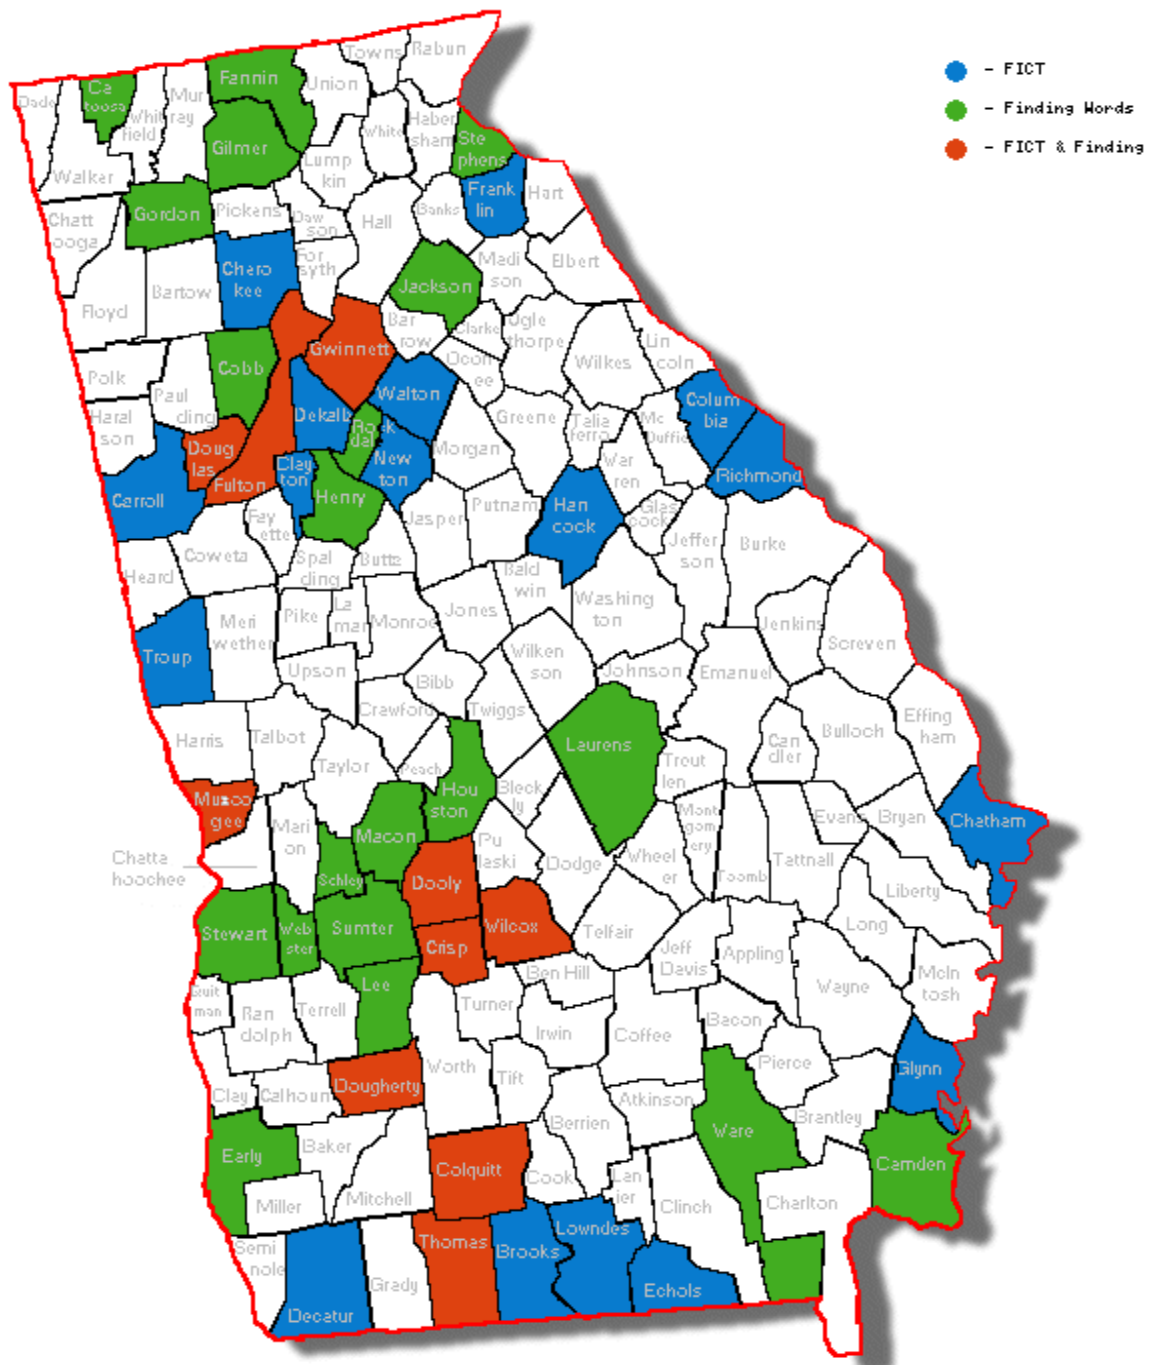 - FICT
- Finding Words
- FICT & Finding
Towns
Rabun
Fannin
Union
Dade
Ca
toosa
Whit
field
Mur
ray
White
Haber
sham
Ste
phens
Gilmer
Lump
kin
Walker
Frank
lin
Hart
Gordon
Pickens
Daw
son
Hall
Banks
Chatt
ooga
Chero
kee
For
syth
Madi
son
Elbert
Jackson
Floyd
Bartow
Bar
row
Clarke
Ogle
thorpe
Gwinnett
Ocon
ee
Wilkes
Lin
coln
Cobb
Polk
Paul
ding
Walton
Colum
bia
Haral
son
Dekalb
Rock
dal
Greene
Talia
ferro
Mc
Duffie
Doug
las
Clay
ton
New
ton
Morgan
War
ren
Richmond
Fulton
Carroll
Henry
Putnam
Han
cock
Glas
cock
Fay
ette
Jasper
Jeffer
son
Burke
Coweta
Spal
ding
Butts
Heard
Bald
win
Washing
ton
Meri
wether
Pike
La
mar
Monroe
Jones
Jenkins
Screven
Troup
Upson
Bibb
Wilken
son
Johnson
Emanuel
Crawford
Twiggs
Harris
Talbot
Laurens
Can
dler
Bulloch
Effing
ham
Taylor
Peach
Treut
len
Musco
gee
Hou
ston
Bleck
ly
Mari
on
Macon
Mont
gom
ery
Evans
Bryan
Chatham
Chatta
hoochee
Schley
Dooly
Pu
laski
Dodge
Wheel
er
Toomb
Tattnall
Liberty
Stewart
Web
ster
Sumter
Crisp
Wilcox
Telfair
Jeff
Davis
Appling
Long
Lee
Ben Hill
Wayne
McIn
tosh
Quit
man
Ran
dolph
Terrell
Turner
Irwin
Coffee
Bacon
Pierce
Glynn
Clay
Calhoun
Dougherty
Worth
Tift
Atkinson
Brantley
Early
Baker
Berrien
Ware
Camden
Miller
Mitchell
Colquitt
Cook
Lan
ier
Clinch
Charlton
Semi
nole
Decatur
Grady
Thomas
Brooks
Lowndes
Echols